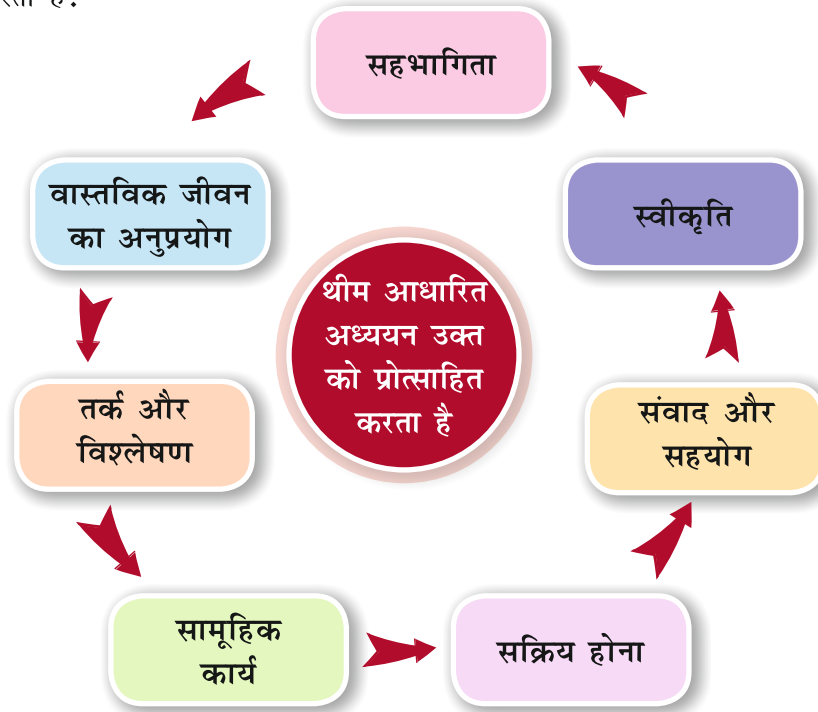 है:
सहभागिता
वास्तविक जीवन
का अनुप्रयोग
तर्क और
विश्लेषण
सामूहिक
कार्य
सक्रिय होना
संवाद और
सहयोग
स्वीकृति
थीम आधारित
अध्ययन उक्त
को प्रोत्साहित
करता है